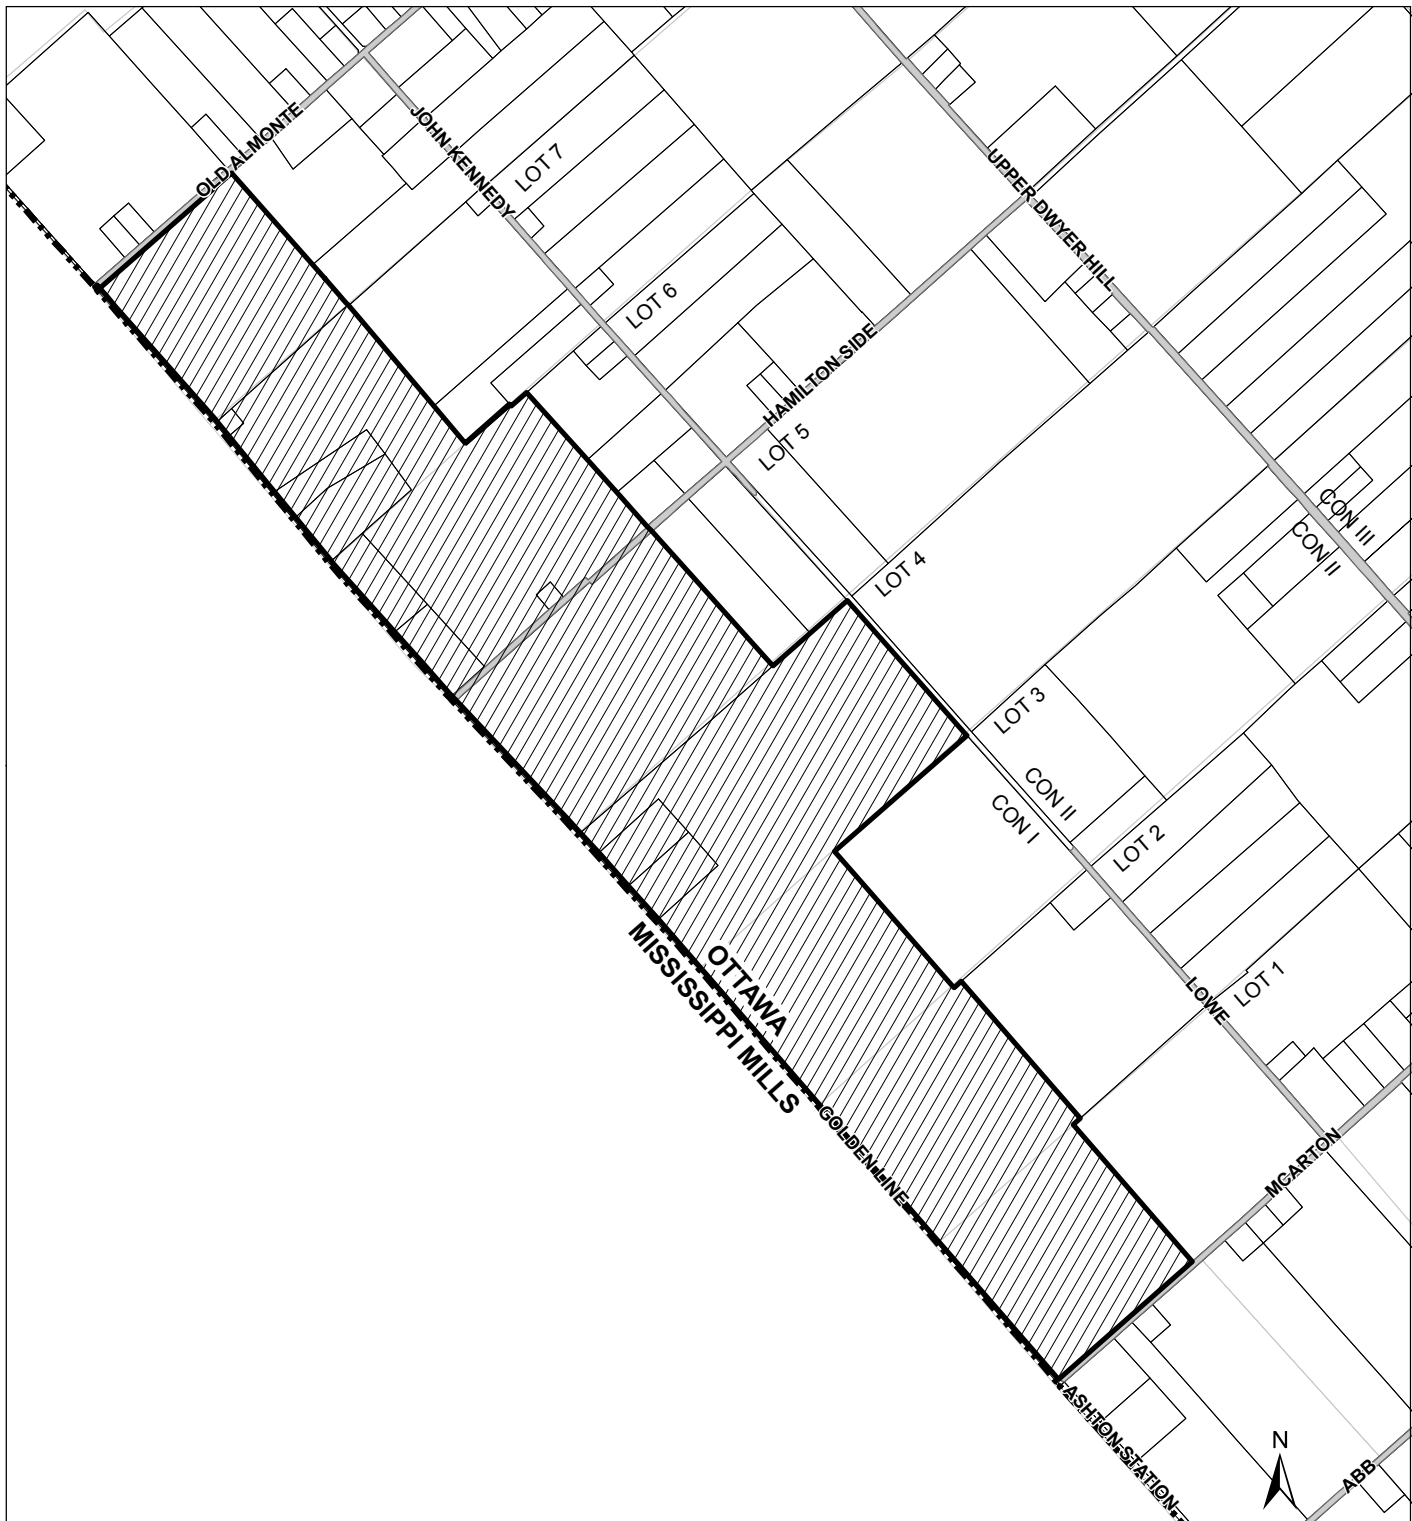 OLD ALMONTE
JOHN KENNEDY
LOT 7
UPPER DWYER HILL
LOT 6
HAMILTON SIDE
LOT 5
CON III
CON II
LOT 4
LOT 3
CON II
CON I
LOT 2
OTTAWA
MISSISSIPPI MILLS
LOWE
LOT 1
GOLDEN LINE
MCARTON
ASHTON STATION
N
ABB